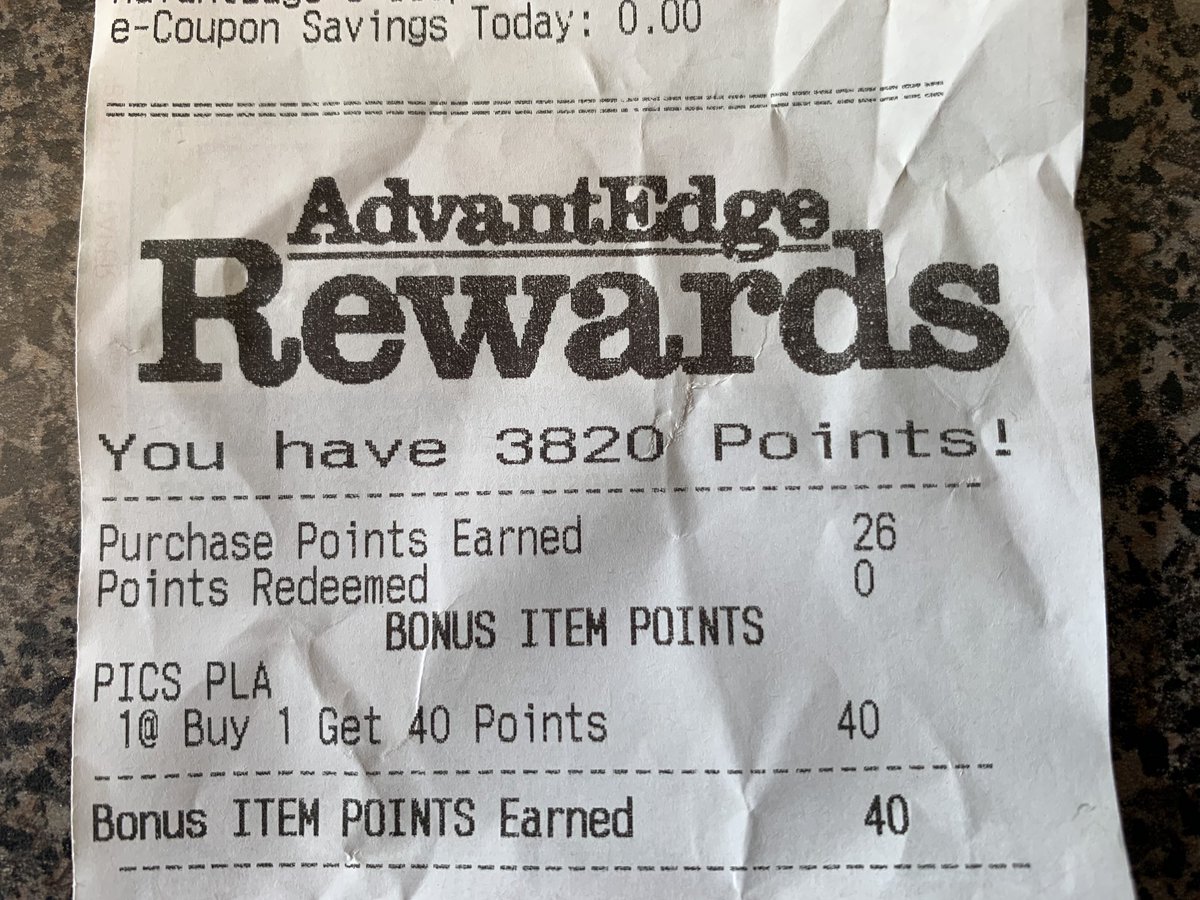 e-Coupon Savings Today: 0.00
AdvantEdge
Rewards
You have 3820 Points!
Purchase Points Earned 26
Points Redeemed 0
BONUS ITEM POINTS
PICS PLA
1@ Buy 1 Get 40 Points 40
Bonus ITEM POINTS Earned 40